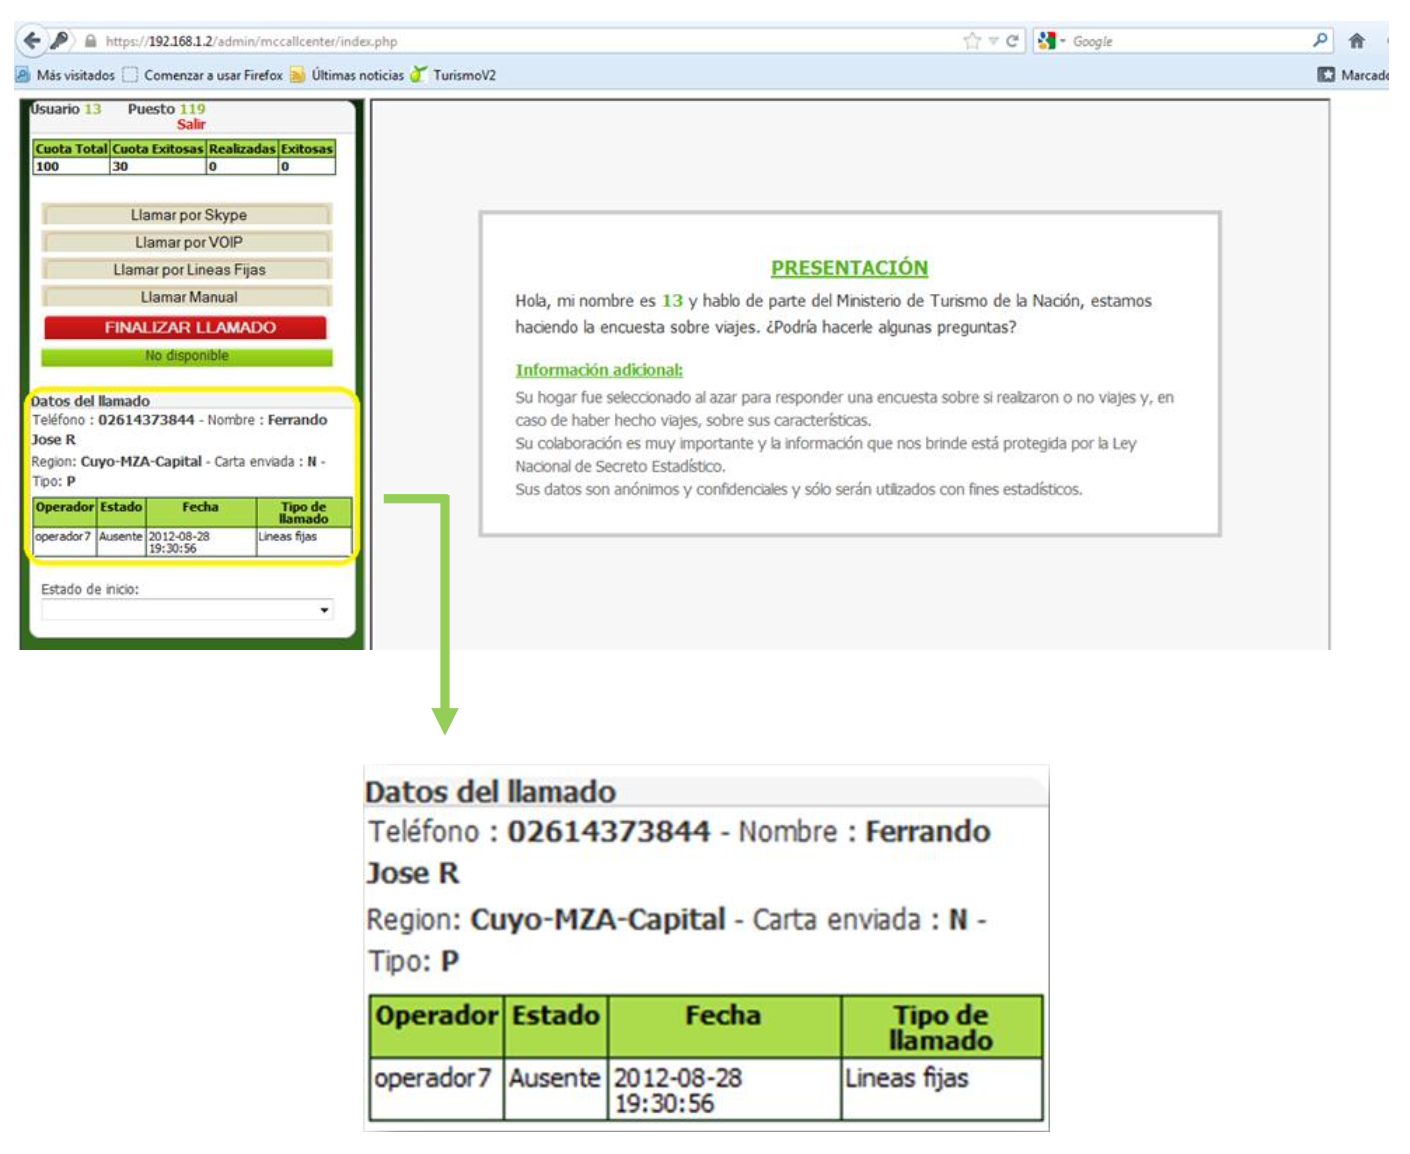 https://192.168.1.2/admin/mccallcenter/index.php
Google
Más visitados Comenzar a usar Firefox Últimas noticias TurismoV2
Marcado
Usuario 13 Puesto 119
Salir
Cuota Total Cuota Exitosas Realizadas Exitosas
100 30 0 0
Llamar por Skype
Llamar por VOIP
Llamar por Lineas Fijas
Llamar Manual
FINALIZAR LLAMADO
No disponible
Datos del llamado
Teléfono : 02614373844 - Nombre : Ferrando
Jose R
Region: Cuyo-MZA-Capital - Carta enviada : N -
Tipo: P
Operador Estado Fecha Tipo de
llamado
operador7 Ausente 2012-08-28 Lineas fijas
19:30:56
Estado de inicio:
PRESENTACIÓN
Hola, mi nombre es 13 y hablo de parte del Ministerio de Turismo de la Nación, estamos
haciendo la encuesta sobre viajes. ¿Podría hacerle algunas preguntas?
Información adicional:
Su hogar fue seleccionado al azar para responder una encuesta sobre si realizaron o no viajes y, en
caso de haber hecho viajes, sobre sus características.
Su colaboración es muy importante y la información que nos brinde está protegida por la Ley
Nacional de Secreto Estadístico.
Sus datos son anónimos y confidenciales y sólo serán utilizados con fines estadísticos.
Datos del llamado
Teléfono : 02614373844 - Nombre : Ferrando
Jose R
Region: Cuyo-MZA-Capital - Carta enviada : N -
Tipo: P
Operador Estado Fecha Tipo de
llamado
operador7 Ausente 2012-08-28 Lineas fijas
19:30:56